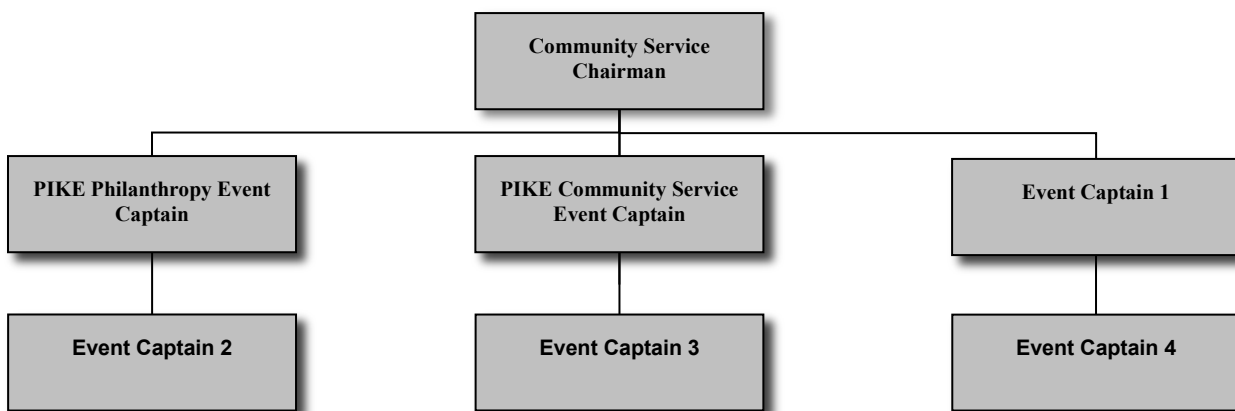 Community Service
Chairman
PIKE Philanthropy Event
Captain
PIKE Community Service
Event Captain
Event Captain 1
Event Captain 2
Event Captain 3
Event Captain 4